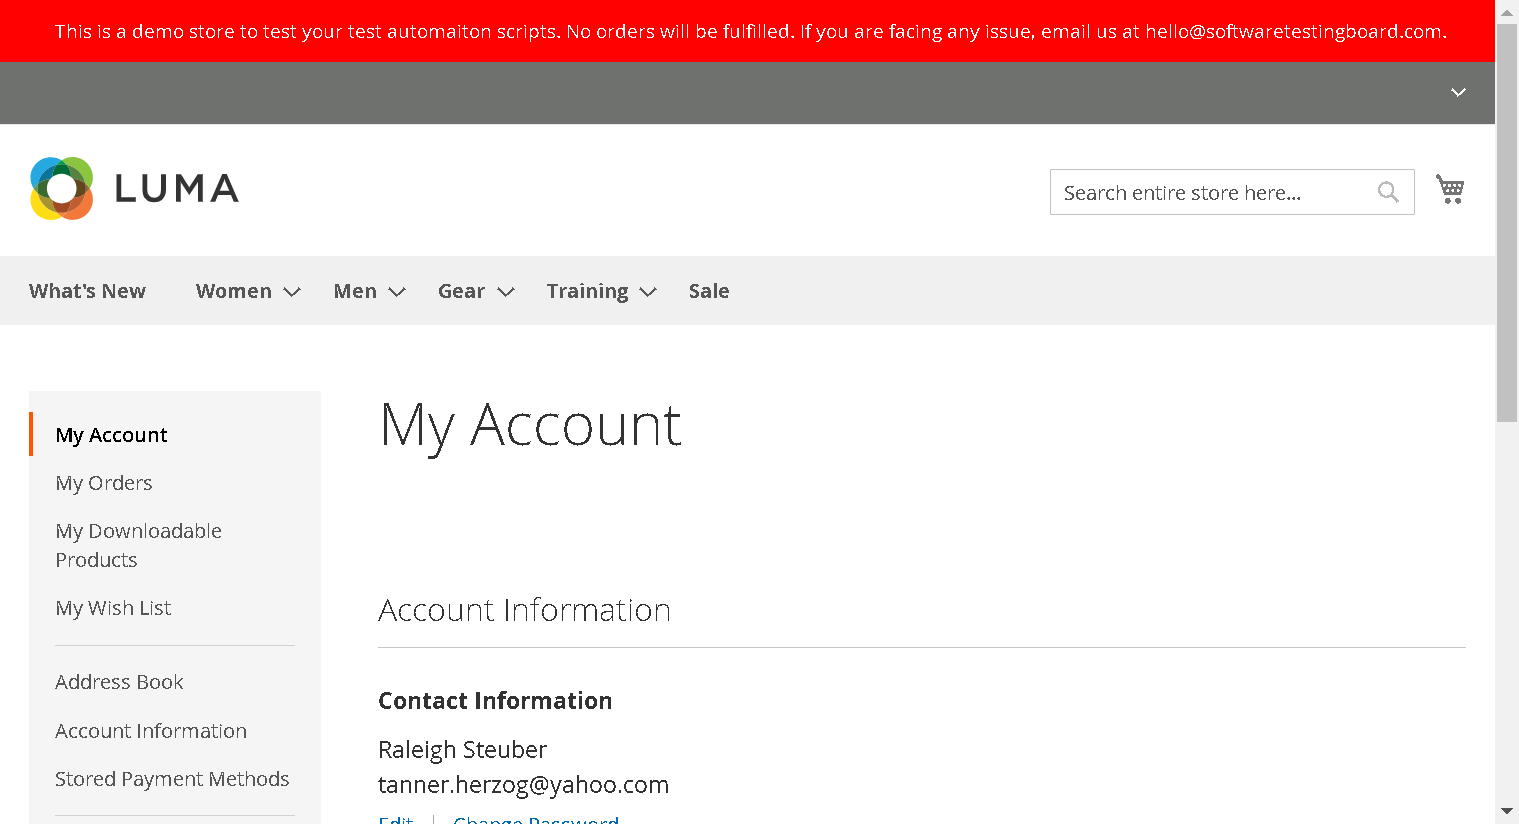 This is a demo store to test your test automaiton scripts. No orders will be fulfilled. If you are facing any issue, email us at hello@softwaretestingboard.com.
LUMA
Search entire store here...
What's New
Women
Men
Gear
Training
Sale
My Account
My Orders
My Downloadable
Products
My Wish List
Address Book
Account Information
Stored Payment Methods
My Account
Account Information
Contact Information
Raleigh Steuber
tanner.herzog@yahoo.com
Edit
Change Password